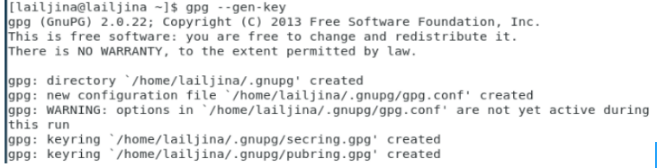 [lailjina@lailjina ~]$ gpg --gen-key
gpg (GnuPG) 2.0.22; Copyright (C) 2013 Free Software Foundation, Inc.
This is free software: you are free to change and redistribute it.
There is NO WARRANTY, to the extent permitted by law.
gpg: directory `/home/lailjina/.gnupg' created
gpg: new configuration file `/home/lailjina/.gnupg/gpg.conf' created
gpg: WARNING: options in `/home/lailjina/.gnupg/gpg.conf' are not yet active during
this run
gpg: keyring `/home/lailjina/.gnupg/secring.gpg' created
gpg: keyring `/home/lailjina/.gnupg/pubring.gpg' created